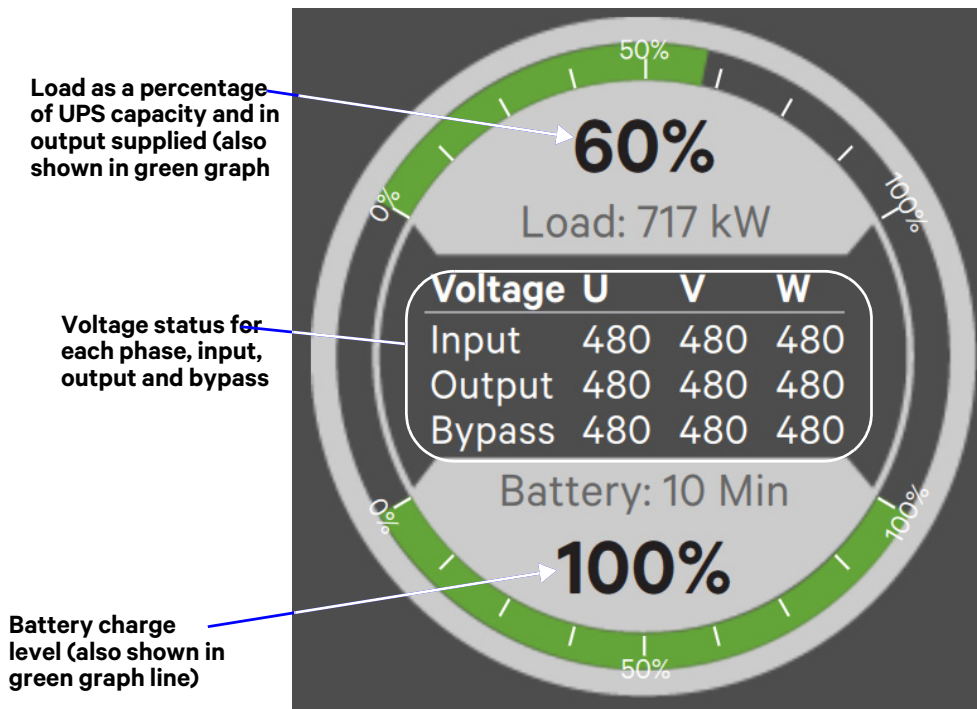 Load as a percentage
of UPS capacity and in
output supplied (also
shown in green graph
Voltage status for
each phase, input,
output and bypass
Battery charge
level (also shown in
green graph line)
50%
0%
100%
60%
Load: 717 kW
Voltage U V W
Input 480 480 480
Output 480 480 480
Bypass 480 480 480
Battery: 10 Min
100%
0%
100%
50%